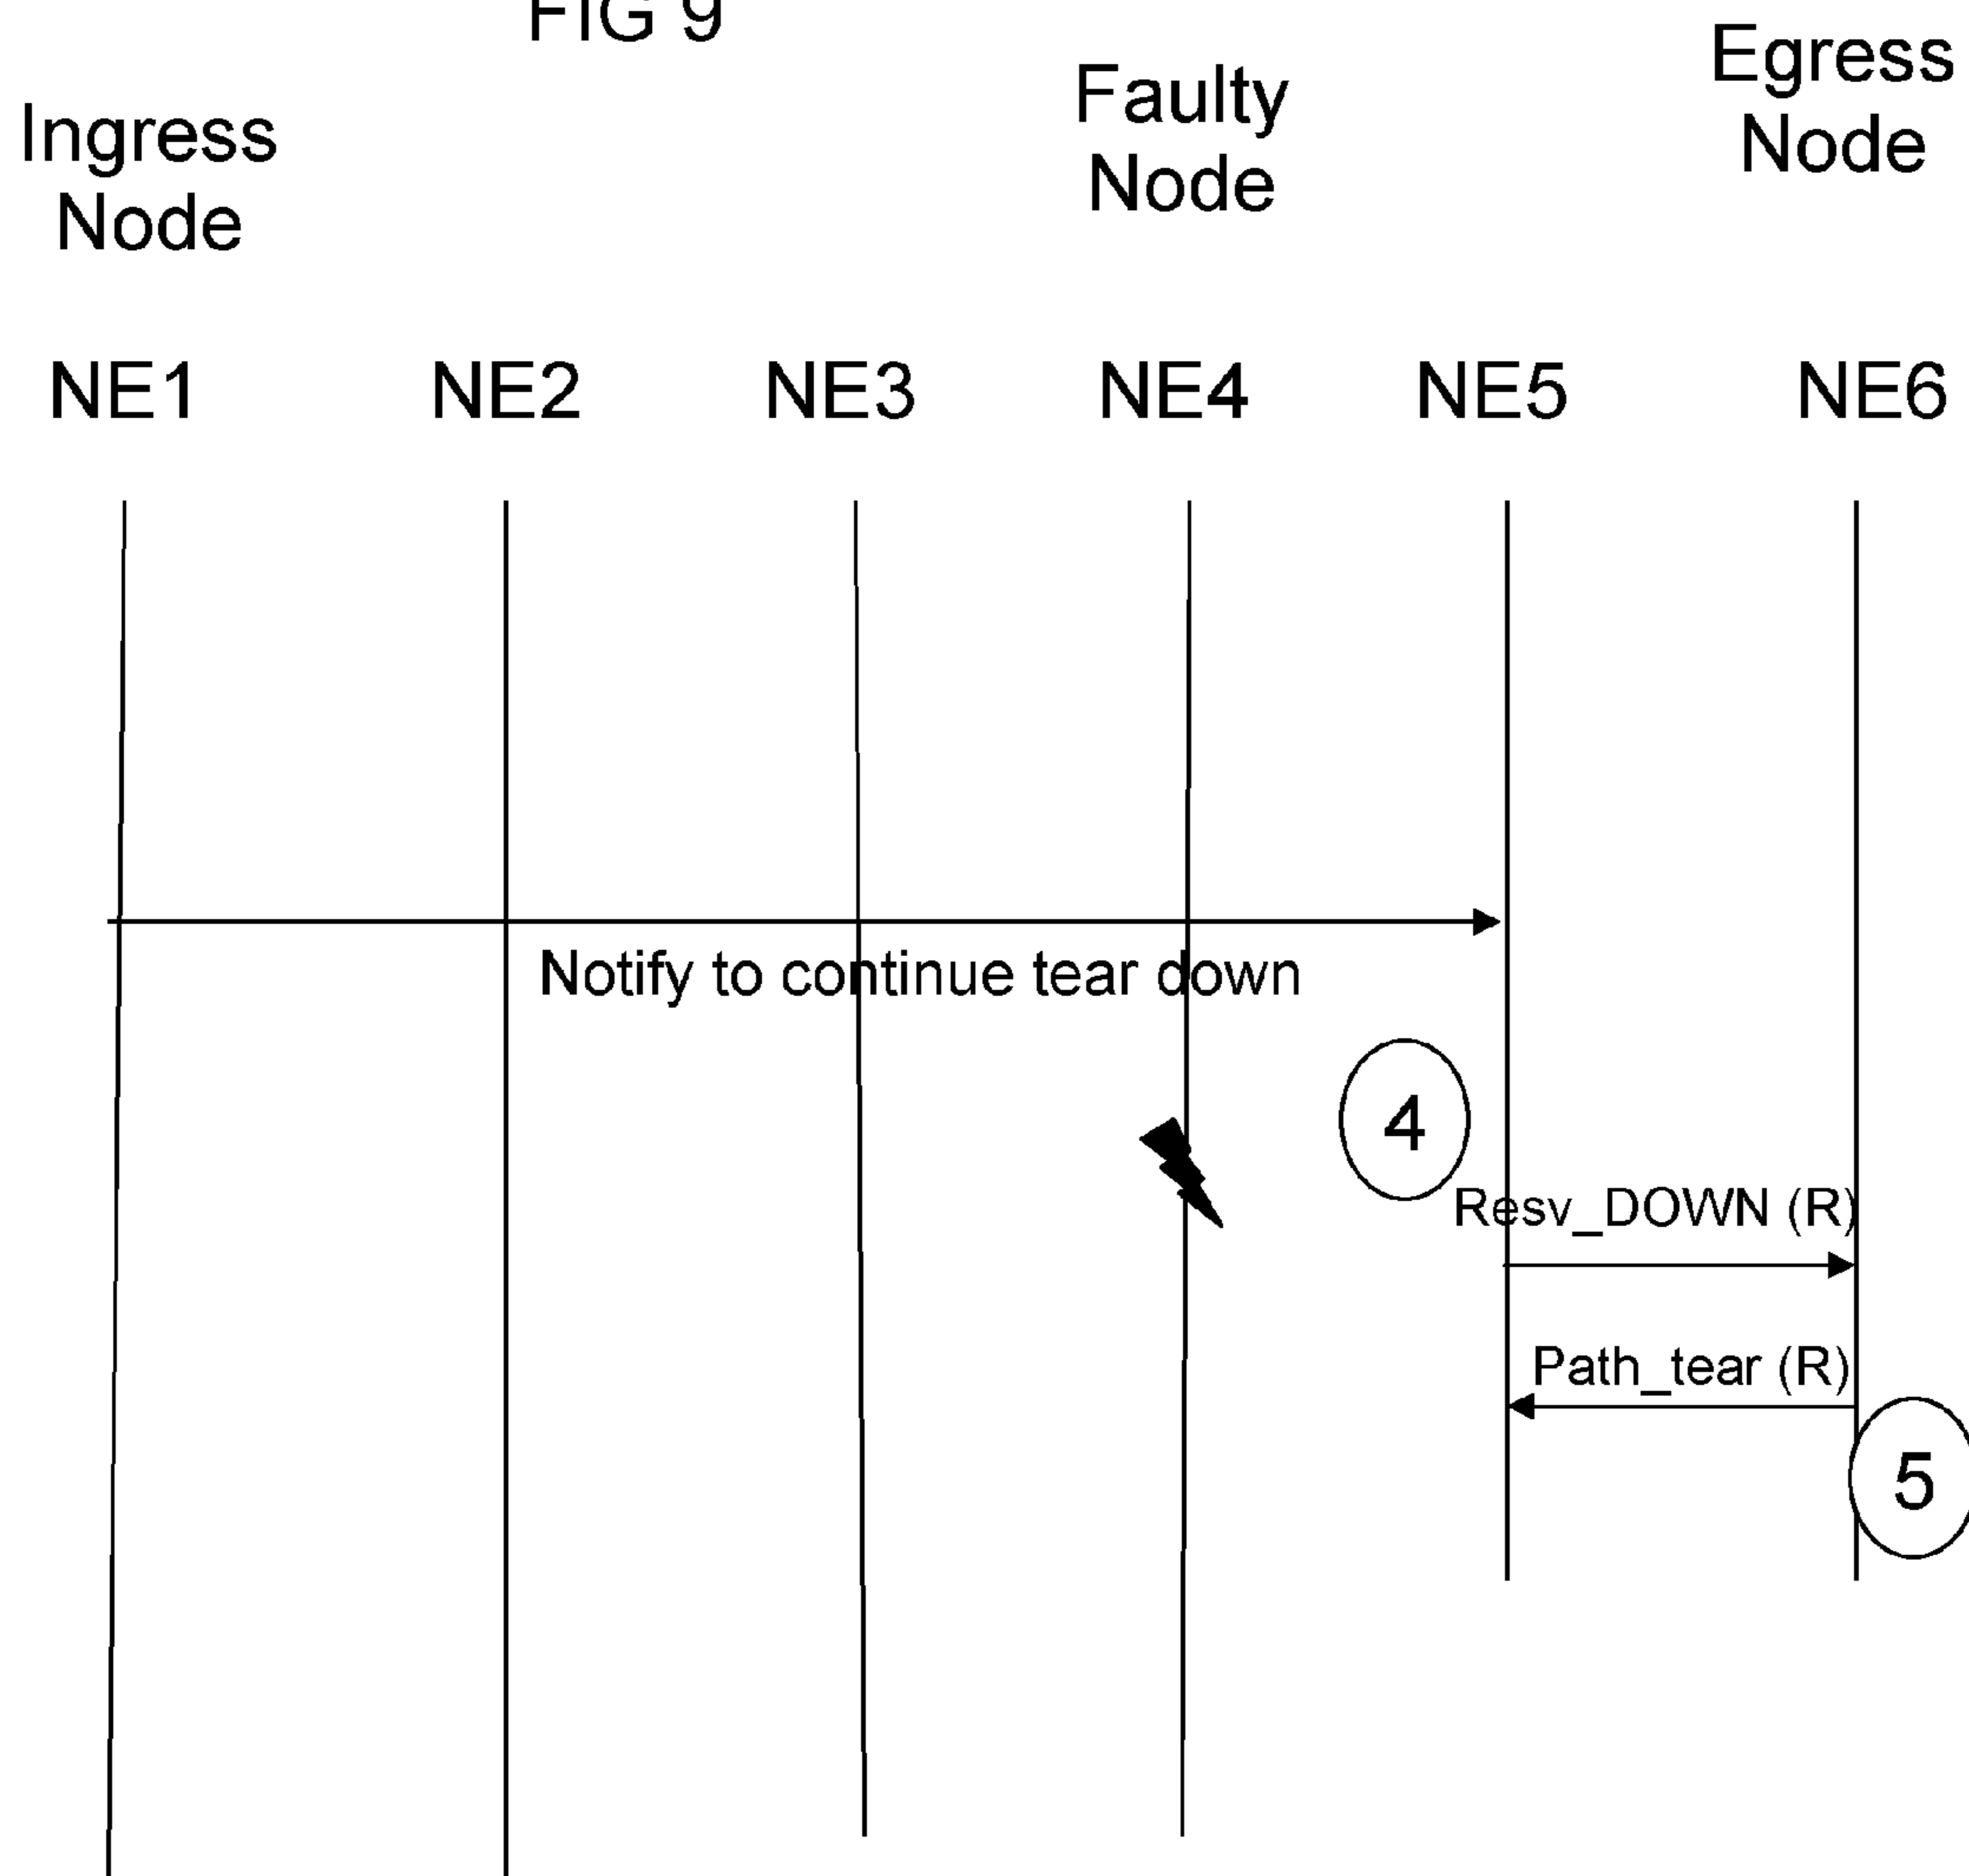 FIG 9
Egress
Node
Faulty
Node
Ingress
Node
NE1 NE2 NE3 NE4 NE5 NE6
Notify to continue tear down
4
Resv_DOWN (R)
Path_tear (R)
5